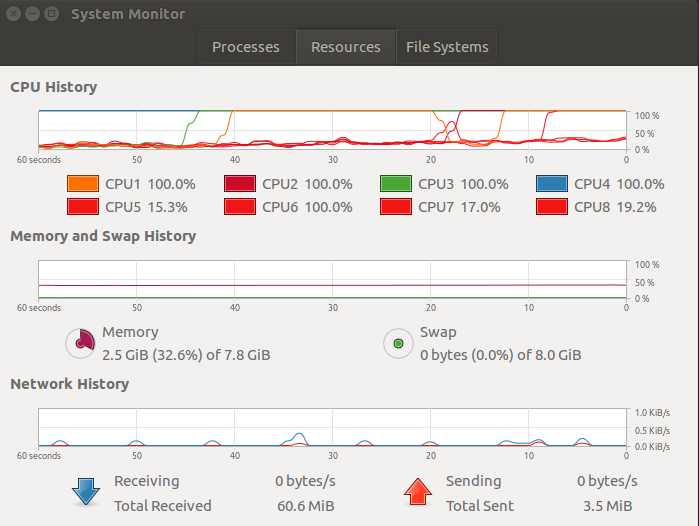 System Monitor
Processes Resources File Systems
CPU History
100 %
50 %
0 %
60 seconds 50 40 30 20 10 0
CPU1 100.0% CPU2 100.0% CPU3 100.0% CPU4 100.0%
CPU5 15.3% CPU6 100.0% CPU7 17.0% CPU8 19.2%
Memory and Swap History
100 %
50 %
0 %
60 seconds 50 40 30 20 10 0
Memory Swap
2.5 GiB (32.6%) of 7.8 GiB 0 bytes (0.0%) of 8.0 GiB
Network History
1.0 KiB/s
0.5 KiB/s
0.0 KiB/s
60 seconds 50 40 30 20 10 0
Receiving 0 bytes/s Sending 0 bytes/s
Total Received 60.6 MiB Total Sent 3.5 MiB